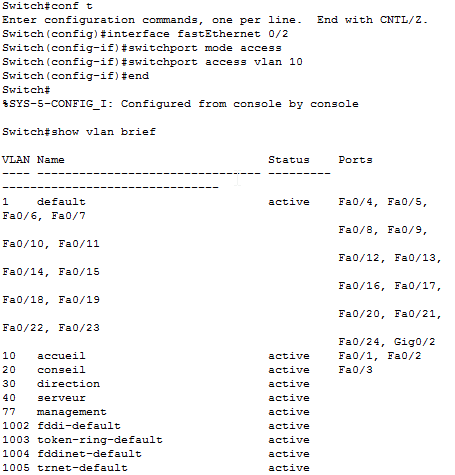 Switch#conf t
Enter configuration commands, one per line.  End with CNTL/Z.
Switch(config)#interface fastEthernet 0/2
Switch(config-if)#switchport mode access
Switch(config-if)#switchport access vlan 10
Switch(config-if)#end
Switch#
%SYS-5-CONFIG_I: Configured from console by console
Switch#show vlan brief
VLAN Name                             Status    Ports
---- -------------------------------- ---------
-------------------------------
1    default                          active    Fa0/4, Fa0/5,
Fa0/6, Fa0/7
                                                Fa0/8, Fa0/9,
Fa0/10, Fa0/11
                                                Fa0/12, Fa0/13,
Fa0/14, Fa0/15
                                                Fa0/16, Fa0/17,
Fa0/18, Fa0/19
                                                Fa0/20, Fa0/21,
Fa0/22, Fa0/23
                                                Fa0/24, Gig0/2
10   accueil                          active    Fa0/1, Fa0/2
20   conseil                          active    Fa0/3
30   direction                        active
40   serveur                          active
77   management                       active
1002 fddi-default                     active
1003 token-ring-default               active
1004 fddinet-default                  active
1005 trnet-default                    active